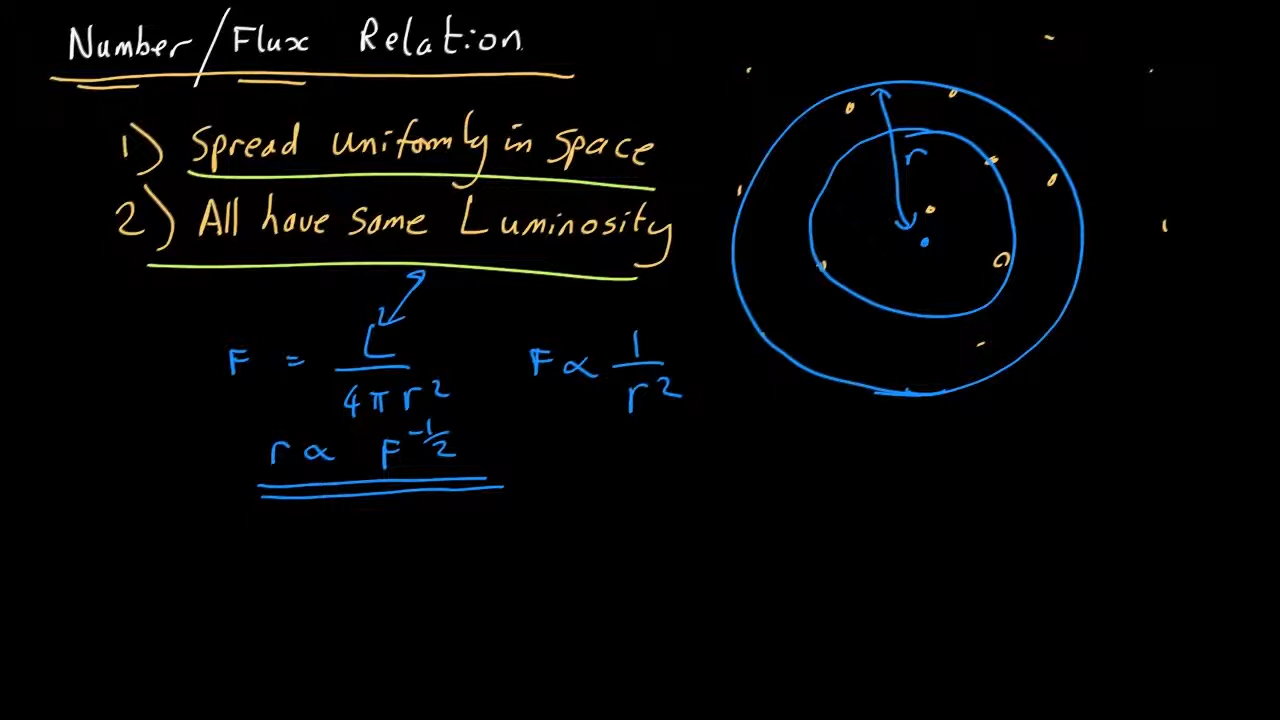 Number/Flux Relation
1) Spread uniformly in space
2) All have same Luminosity
F = L / 4πr²
F ∝ 1 / r²
r ∝ F^-1/2
r